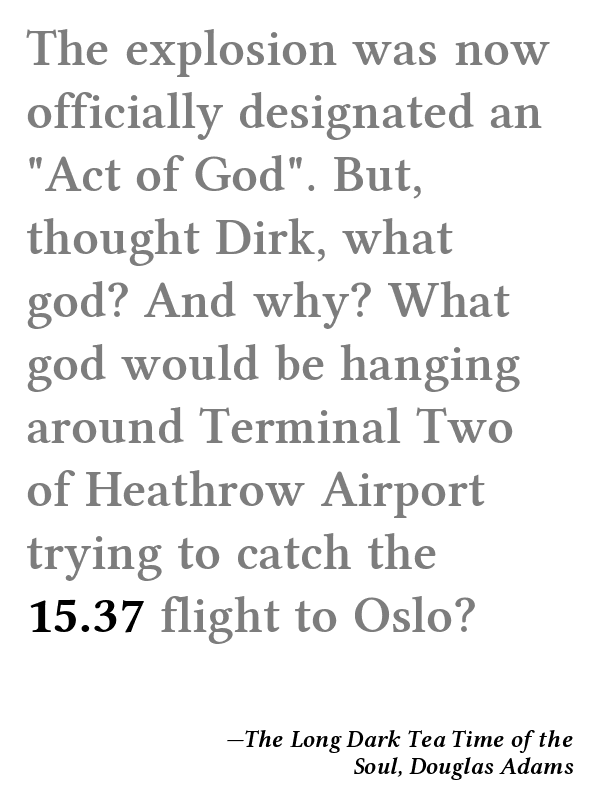 The explosion was now
officially designated an
"Act of God". But,
thought Dirk, what
god? And why? What
god would be hanging
around Terminal Two
of Heathrow Airport
trying to catch the
15.37 flight to Oslo?
—The Long Dark Tea Time of the
Soul, Douglas Adams